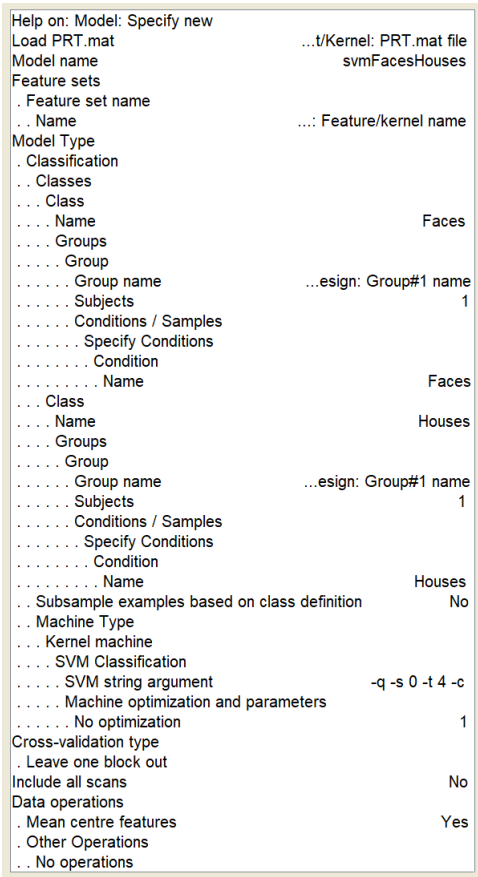 Help on: Model: Specify new
Load PRT.mat ...t/Kernel: PRT.mat file
Model name svmFacesHouses
Feature sets
. Feature set name
. . Name ...: Feature/kernel name
Model Type
. Classification
. . Classes
. . . Class
. . . . Name Faces
. . . . Groups
. . . . . Group
. . . . . . Group name ...esign: Group#1 name
. . . . . . Subjects 1
. . . . . . Conditions / Samples
. . . . . . . Specify Conditions
. . . . . . . . Condition
. . . . . . . . . Name Faces
. . . Class
. . . . Name Houses
. . . . Groups
. . . . . Group
. . . . . . Group name ...esign: Group#1 name
. . . . . . Subjects 1
. . . . . . Conditions / Samples
. . . . . . . Specify Conditions
. . . . . . . . Condition
. . . . . . . . . Name Houses
. . Subsample examples based on class definition No
. . Machine Type
. . . Kernel machine
. . . . SVM Classification
. . . . . SVM string argument -q -s 0 -t 4 -c
. . . . . Machine optimization and parameters
. . . . . . No optimization 1
Cross-validation type
. Leave one block out
Include all scans No
Data operations
. Mean centre features Yes
. Other Operations
. . No operations